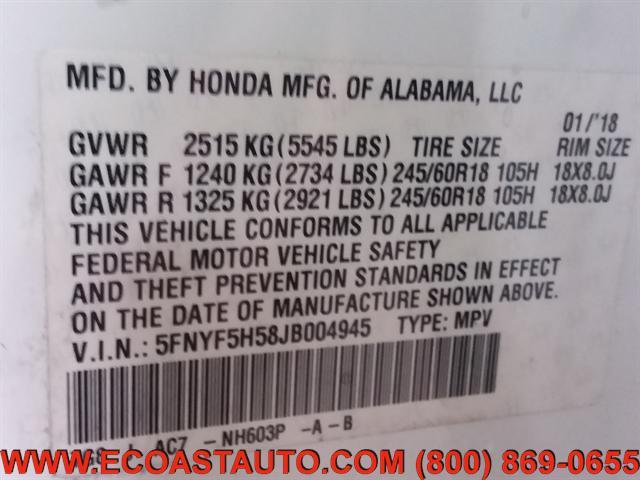 MFD. BY HONDA MFG. OF ALABAMA, LLC
01/'18
GVWR 2515 KG(5545 LBS) TIRE SIZE RIM SIZE
GAWR F 1240 KG(2734 LBS) 245/60R18 105H 18X8.0J
GAWR R 1325 KG(2921 LBS) 245/60R18 105H 18X8.0J
THIS VEHICLE CONFORMS TO ALL APPLICABLE
FEDERAL MOTOR VEHICLE SAFETY
AND THEFT PREVENTION STANDARDS IN EFFECT
ON THE DATE OF MANUFACTURE SHOWN ABOVE.
V.I.N.: 5FNYF5H58JB004945 TYPE: MPV
AC7 -NH603P -A-B
WWW.ECOASTAUTO.COM (800) 869-0655